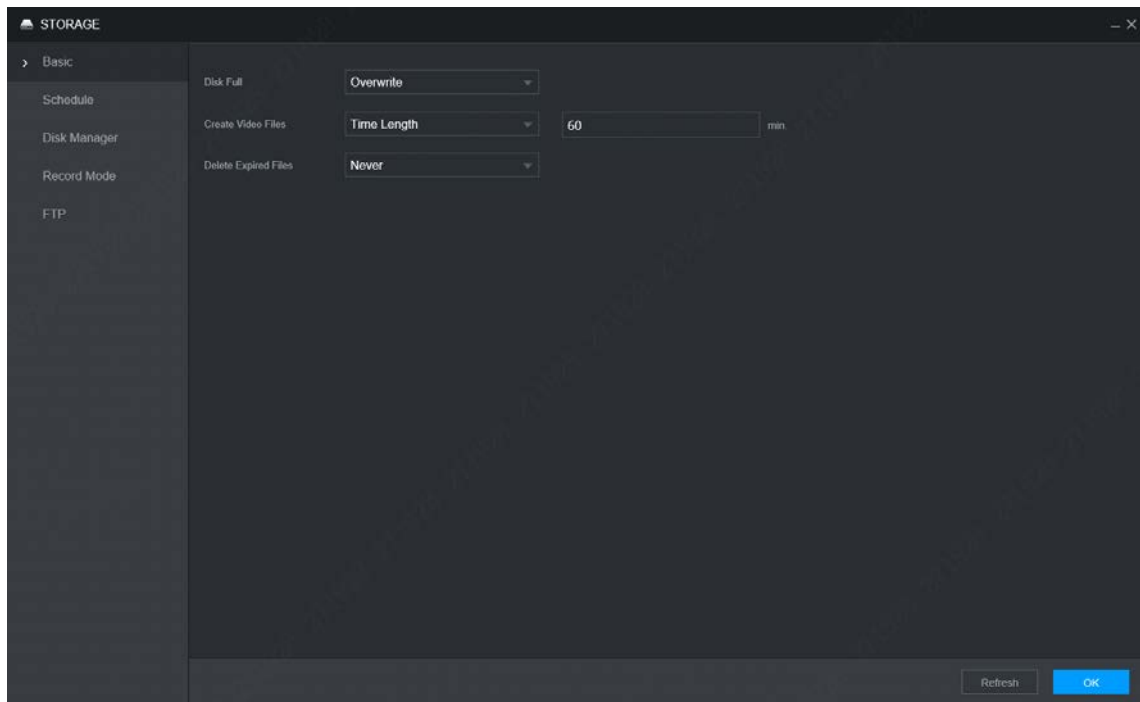 STORAGE
Basic
Schedule
Disk Manager
Record Mode
FTP
Disk Full Overwrite
Create Video Files Time Length 60 min.
Delete Expired Files Never
Refresh OK